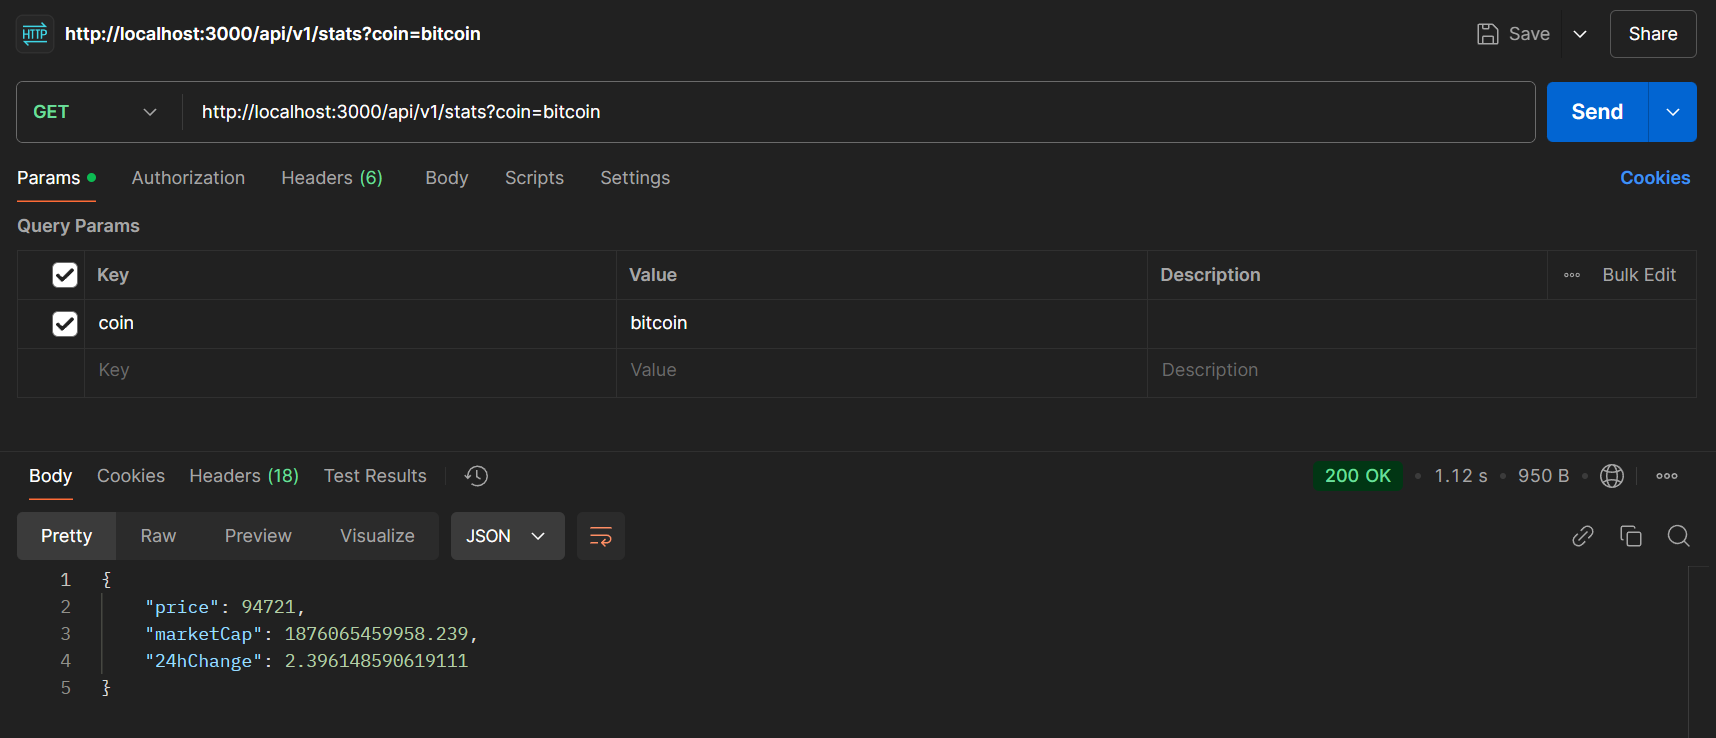 HTTP http://localhost:3000/api/v1/stats?coin=bitcoin Save Share
GET http://localhost:3000/api/v1/stats?coin=bitcoin Send
Params Authorization Headers (6) Body Scripts Settings Cookies
Query Params
Key Value Description Bulk Edit
coin bitcoin
Key Value Description
Body Cookies Headers (18) Test Results 200 OK 1.12 s 950 B
Pretty Raw Preview Visualize JSON
1 {
2 "price": 94721,
3 "marketCap": 1876065459958.239,
4 "24hChange": 2.396148590619111
5 }